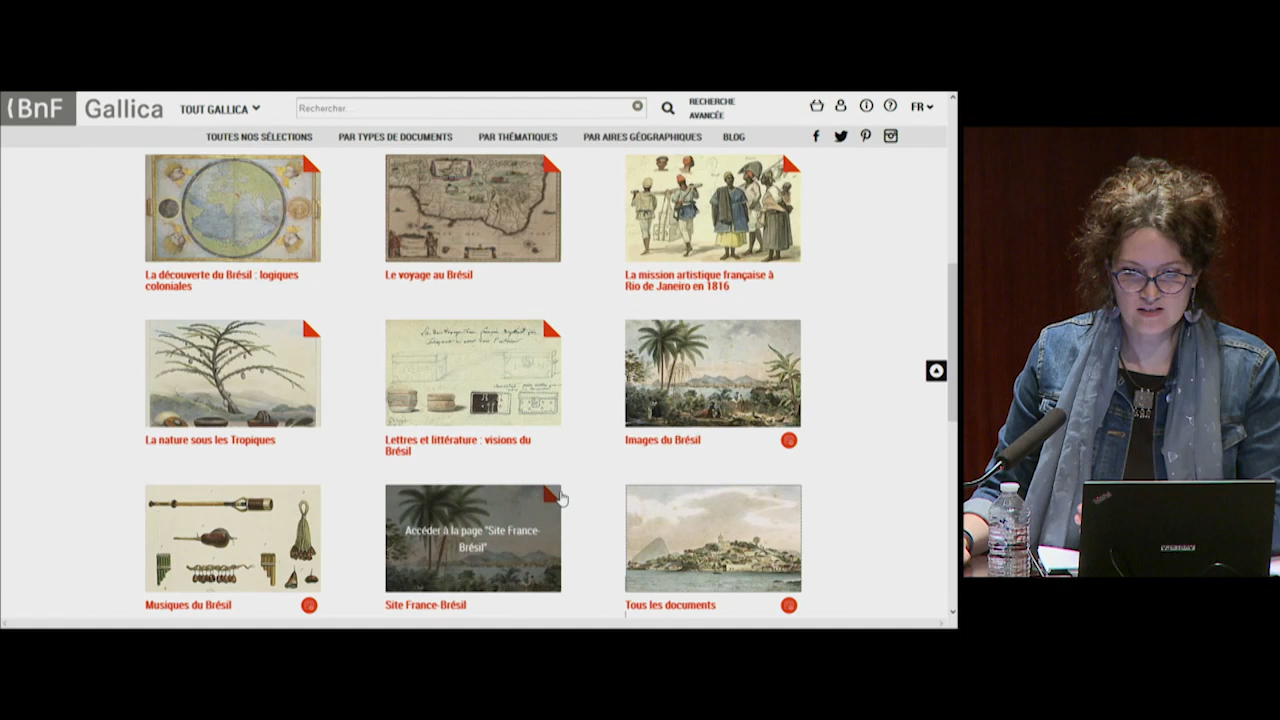 BnF Gallica
TOUT GALLICA
Rechercher...
RECHERCHE
AVANCÉE
FR
TOUTES NOS SÉLECTIONS
PAR TYPES DE DOCUMENTS
PAR THÉMATIQUES
PAR AIRES GÉOGRAPHIQUES
BLOG
La découverte du Brésil : logiques
coloniales
Le voyage au Brésil
La mission artistique française à
Rio de Janeiro en 1816
La nature sous les Tropiques
Lettres et littérature : visions du
Brésil
Images du Brésil
Accéder à la page "Site France-
Brésil"
Musiques du Brésil
Site France-Brésil
Tous les documents